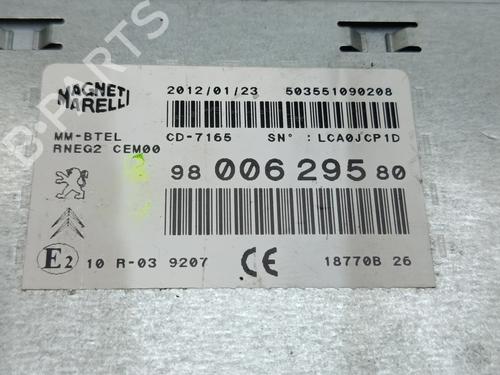 MAGNETI
MARELLI
2012/01/23 503551090208
MM-BTEL CD-7165 SN° : LCA0JCP1D
RNEG2 CEM00
98 006 295 80
E2 10 R-03 9207 CE 18770B 26
B-PARTS